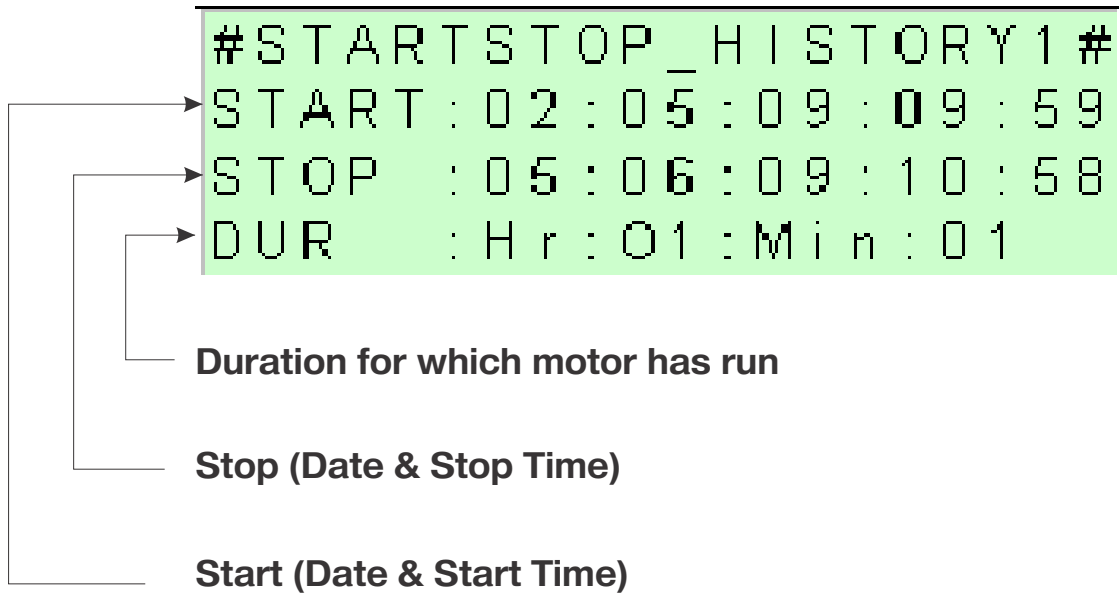 #STARTSTOP_HISTORY1#
START:02:05:09:09:59
STOP :05:06:09:10:58
DUR :Hr:01:Min:01
Duration for which motor has run
Stop (Date & Stop Time)
Start (Date & Start Time)